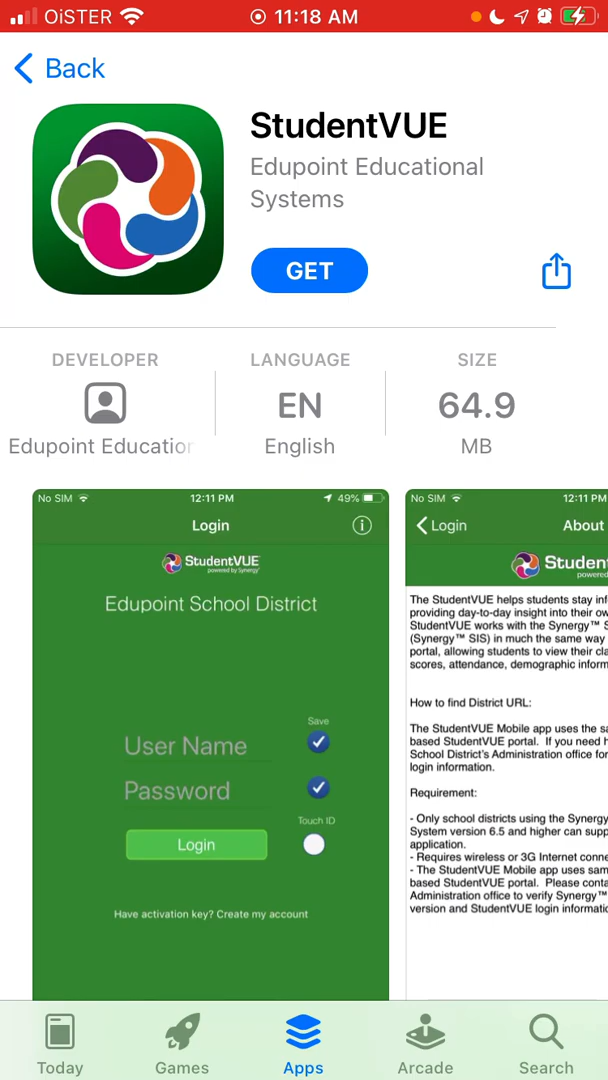 OiSTER 11:18 AM
Back
StudentVUE
Edupoint Educational
Systems
GET
DEVELOPER LANGUAGE SIZE
EN 64.9
Edupoint Education English MB
No SIM 12:11 PM 49%
Login
StudentVUE
powered by Synergy
Edupoint School District
Save
User Name
Password
Touch ID
Login
Have activation key? Create my account
No SIM 12:11 PM
Login About
Student
powered
The StudentVUE helps students stay inf
providing day-to-day insight into their ow
StudentVUE works with the Synergy™ S
(Synergy™ SIS) in much the same way
portal, allowing students to view their cla
scores, attendance, demographic inform
How to find District URL:
The StudentVUE Mobile app uses the sa
based StudentVUE portal. If you need h
School District's Administration office for
login information.
Requirement:
- Only school districts using the Synergy
System version 6.5 and higher can supp
application.
- Requires wireless or 3G Internet conne
- The StudentVUE Mobile app uses sam
based StudentVUE portal. Please conta
Administration office to verify Synergy™
version and StudentVUE login informatio
Today Games Apps Arcade Search